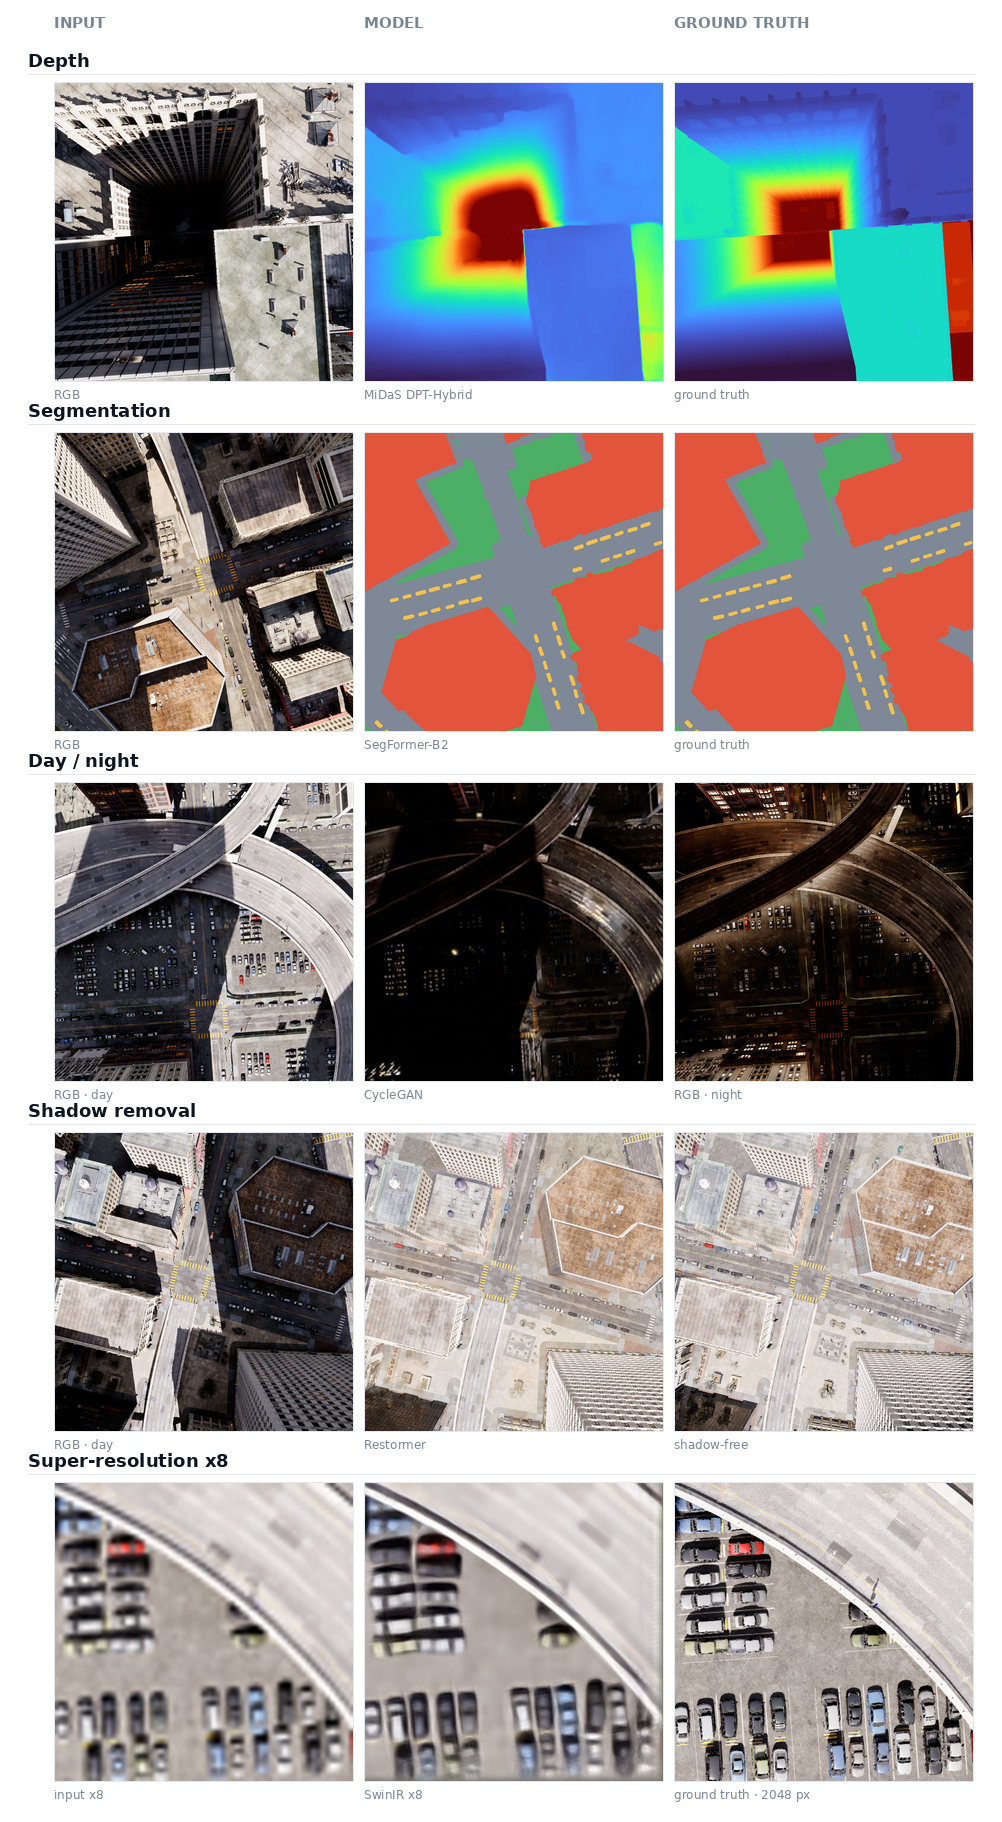 INPUT MODEL GROUND TRUTH
Depth
RGB MiDaS DPT-Hybrid ground truth
Segmentation
RGB SegFormer-B2 ground truth
Day / night
RGB · day CycleGAN RGB · night
Shadow removal
RGB · day Restormer shadow-free
Super-resolution x8
input x8 SwinIR x8 ground truth · 2048 px